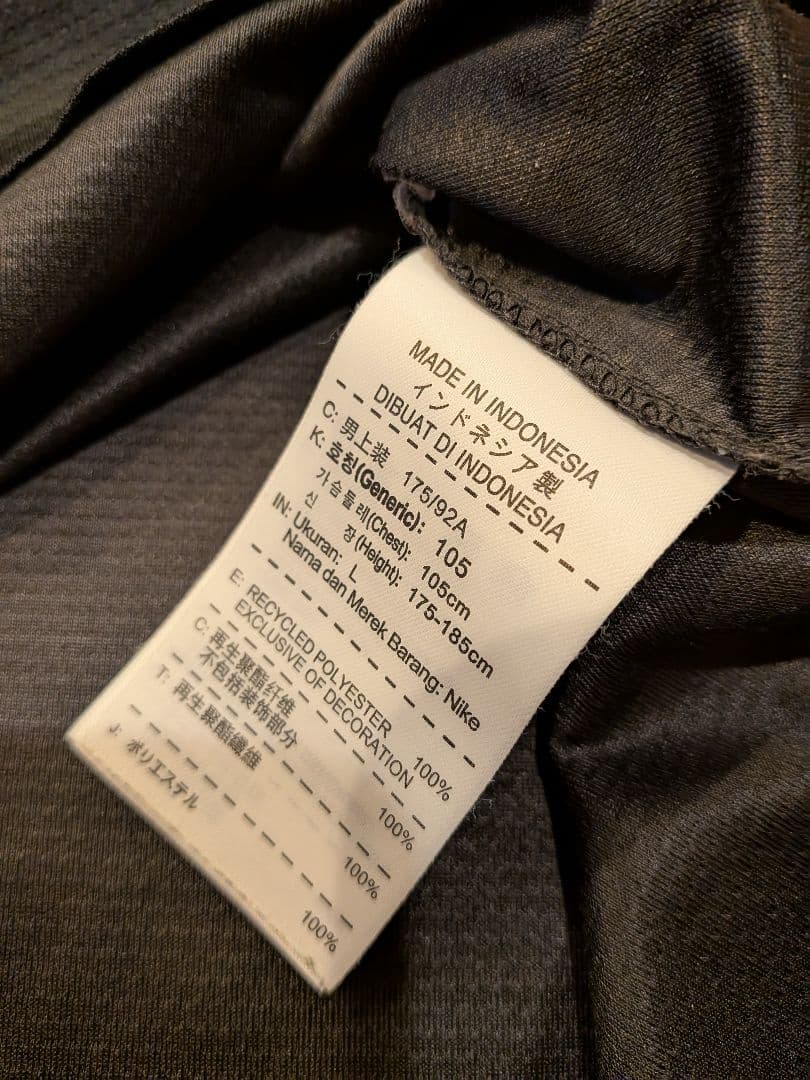 MADE IN INDONESIA
インドネシア製
DIBUAT DI INDONESIA
C: 男上装 175/92A
K: 호칭(Generic): 105
가슴둘레(Chest): 105cm
신 장(Height): 175-185cm
IN: Ukuran: L
Nama dan Merek Barang: Nike
E: RECYCLED POLYESTER 100%
EXCLUSIVE OF DECORATION
C: 再生聚酯纤维 100%
不包括装饰部分
T: 再生聚酯纖維 100%
J: ポリエステル 100%